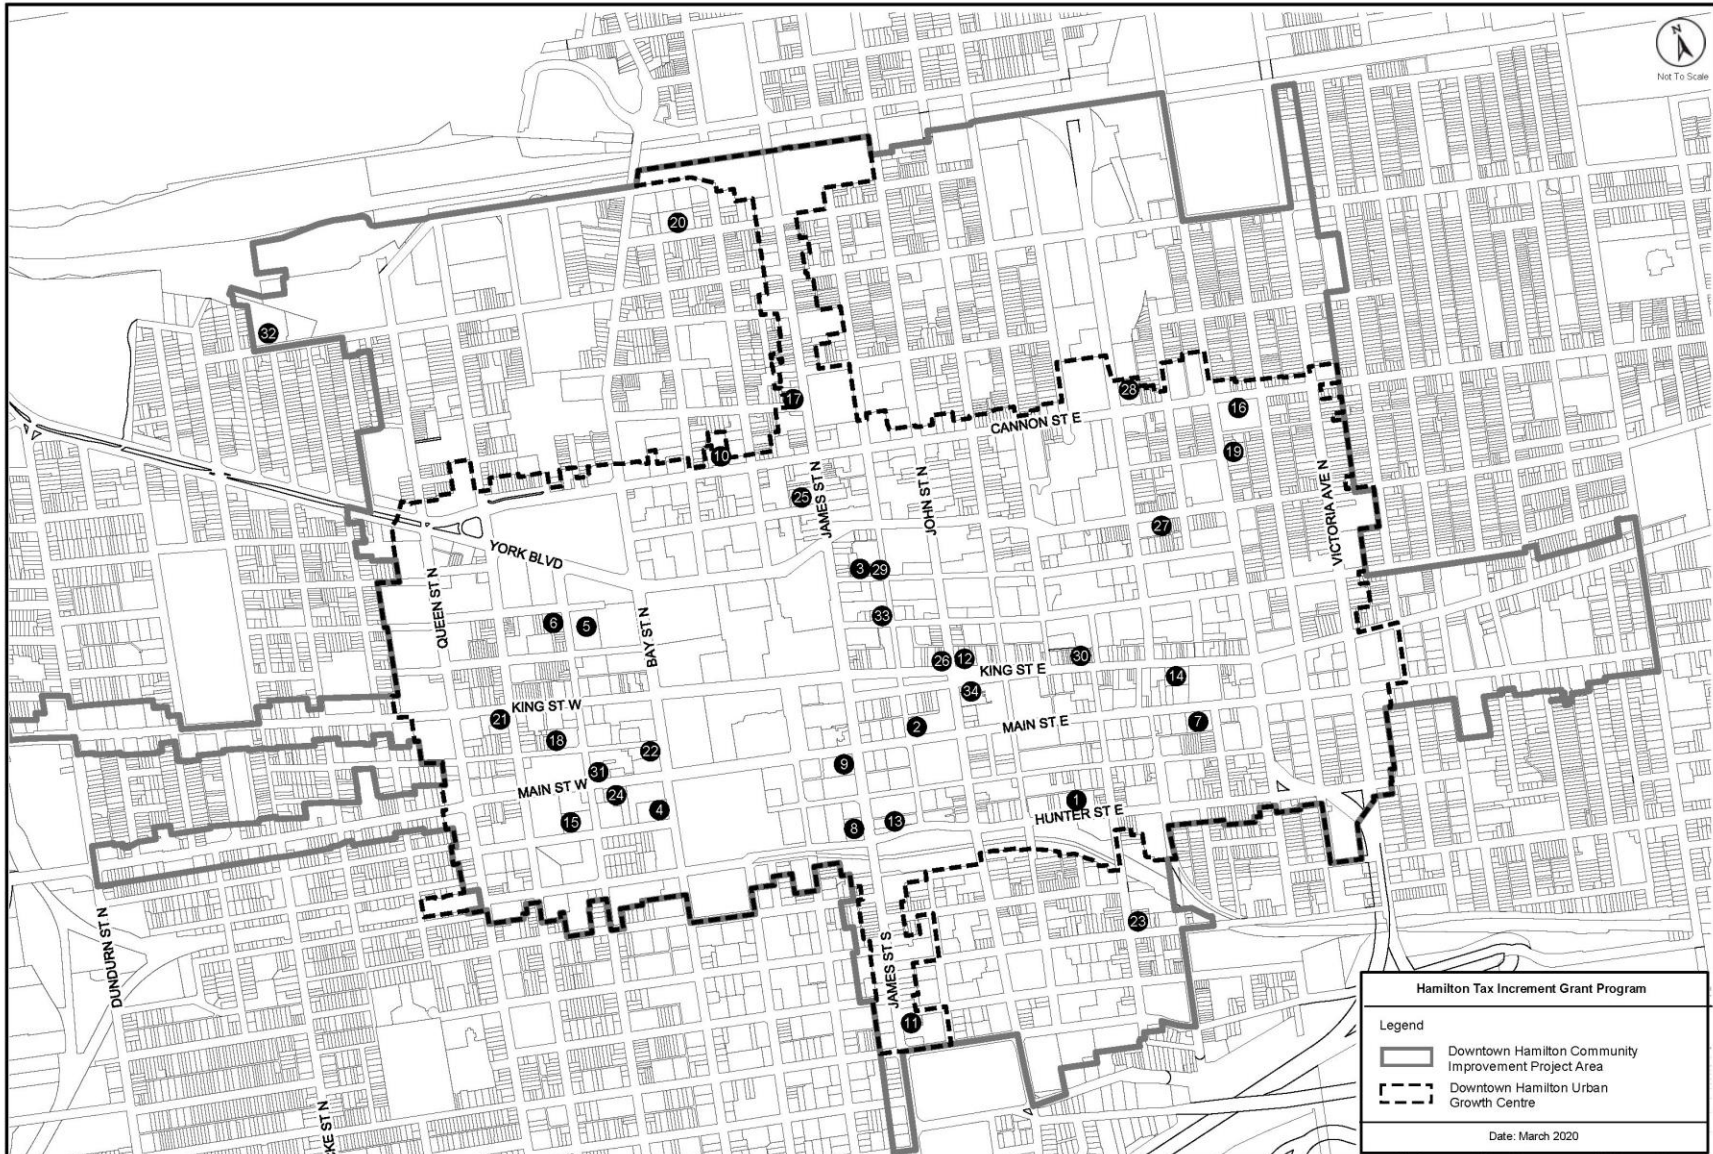 N
Not To Scale
20
32
17
28
16
CANNON ST E
10
19
25
JAMES ST N
JOHN ST N
VICTORIA AVE N
27
YORK BLVD
3
29
QUEEN ST N
33
6
5
BAY ST N
26
12
30
KING ST E
14
34
21
KING ST W
2
MAIN ST E
7
18
22
9
31
MAIN ST W
24
4
1
15
8
13
HUNTER ST E
23
DUNDURN ST N
JAMES ST S
11
KE ST N
Hamilton Tax Increment Grant Program
Legend
Downtown Hamilton Community
Improvement Project Area
Downtown Hamilton Urban
Growth Centre
Date: March 2020